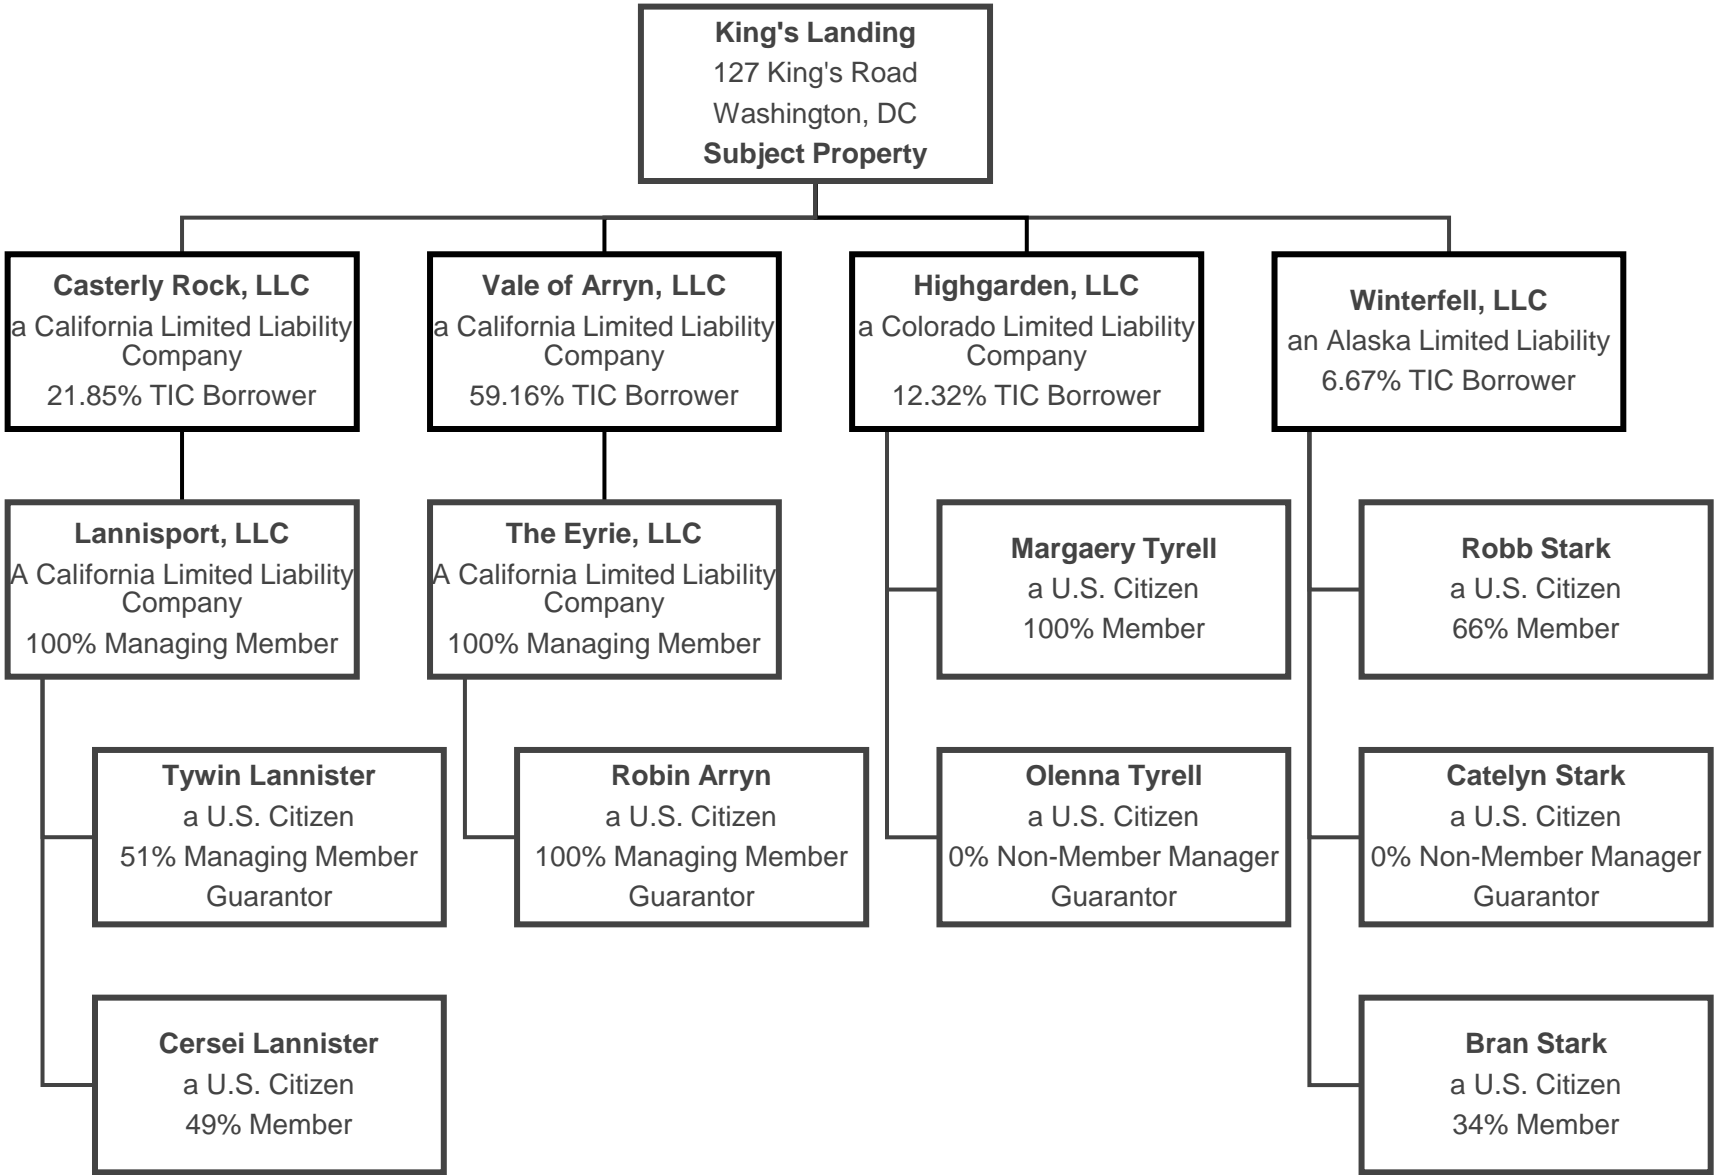 King's Landing
127 King's Road
Washington, DC
Subject Property
Casterly Rock, LLC
a California Limited Liability
Company
21.85% TIC Borrower
Vale of Arryn, LLC
a California Limited Liability
Company
59.16% TIC Borrower
Highgarden, LLC
a Colorado Limited Liability
Company
12.32% TIC Borrower
Winterfell, LLC
an Alaska Limited Liability
6.67% TIC Borrower
Lannisport, LLC
A California Limited Liability
Company
100% Managing Member
The Eyrie, LLC
A California Limited Liability
Company
100% Managing Member
Margaery Tyrell
a U.S. Citizen
100% Member
Robb Stark
a U.S. Citizen
66% Member
Tywin Lannister
a U.S. Citizen
51% Managing Member
Guarantor
Robin Arryn
a U.S. Citizen
100% Managing Member
Guarantor
Olenna Tyrell
a U.S. Citizen
0% Non-Member Manager
Guarantor
Catelyn Stark
a U.S. Citizen
0% Non-Member Manager
Guarantor
Cersei Lannister
a U.S. Citizen
49% Member
Bran Stark
a U.S. Citizen
34% Member